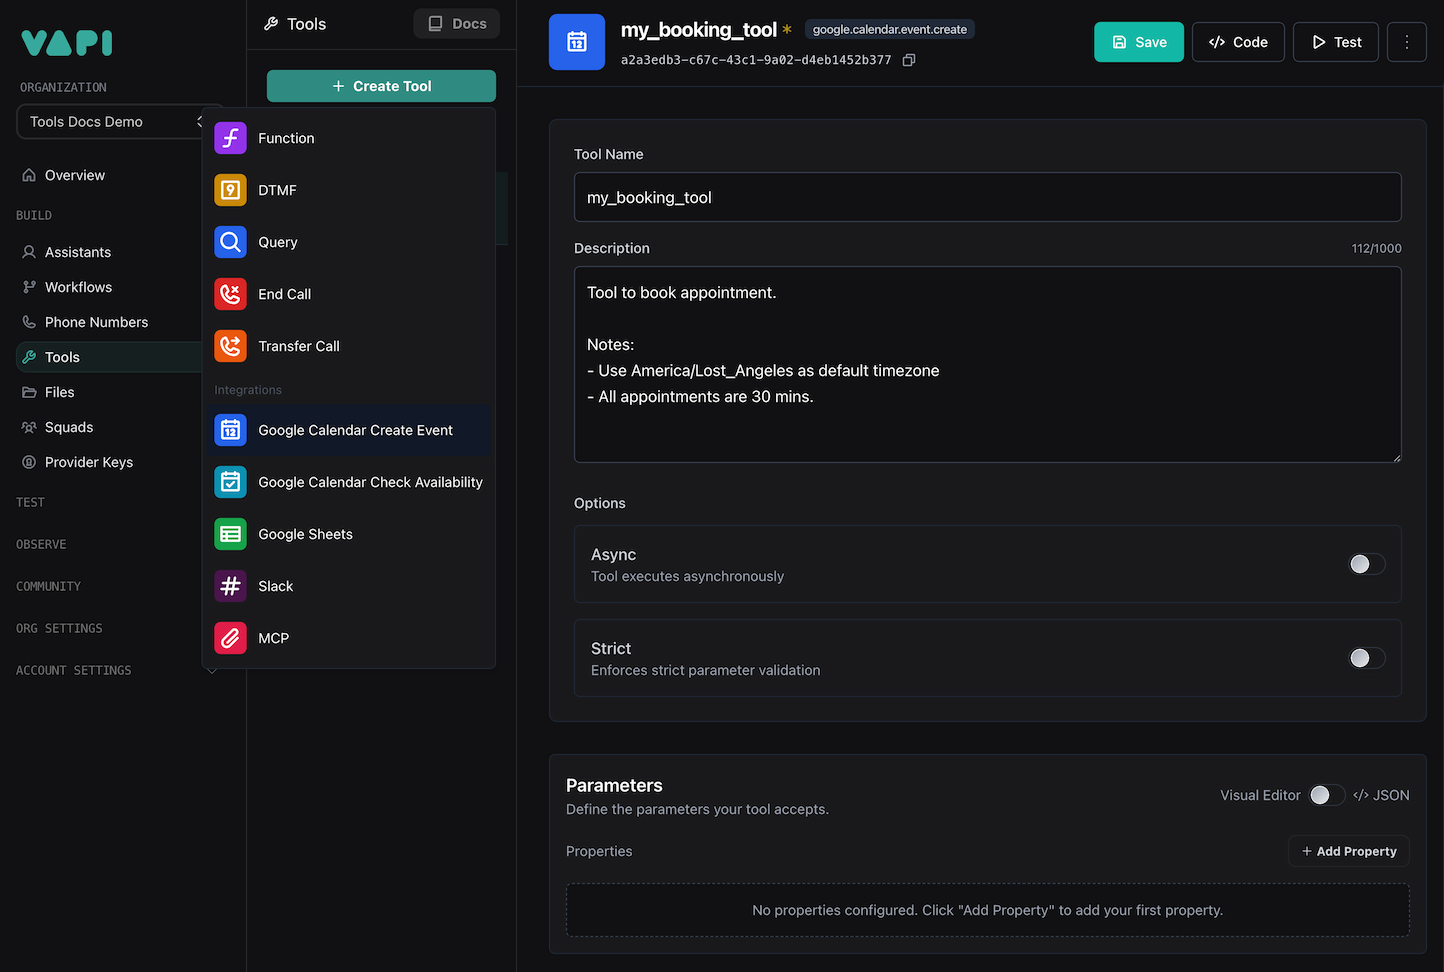 VAPI
ORGANIZATION
Tools Docs Demo
Overview
BUILD
Assistants
Workflows
Phone Numbers
Tools
Files
Squads
Provider Keys
TEST
OBSERVE
COMMUNITY
ORG SETTINGS
ACCOUNT SETTINGS
Tools
Docs
+ Create Tool
Function
DTMF
Query
End Call
Transfer Call
Integrations
Google Calendar Create Event
Google Calendar Check Availability
Google Sheets
Slack
MCP
my_booking_tool * google.calendar.event.create
a2a3edb3-c67c-43c1-9a02-d4eb1452b377
Save
</> Code
Test
Tool Name
my_booking_tool
Description 112/1000
Tool to book appointment.
Notes:
- Use America/Lost_Angeles as default timezone
- All appointments are 30 mins.
Options
Async
Tool executes asynchronously
Strict
Enforces strict parameter validation
Parameters
Define the parameters your tool accepts.
Visual Editor </> JSON
Properties
+ Add Property
No properties configured. Click "Add Property" to add your first property.